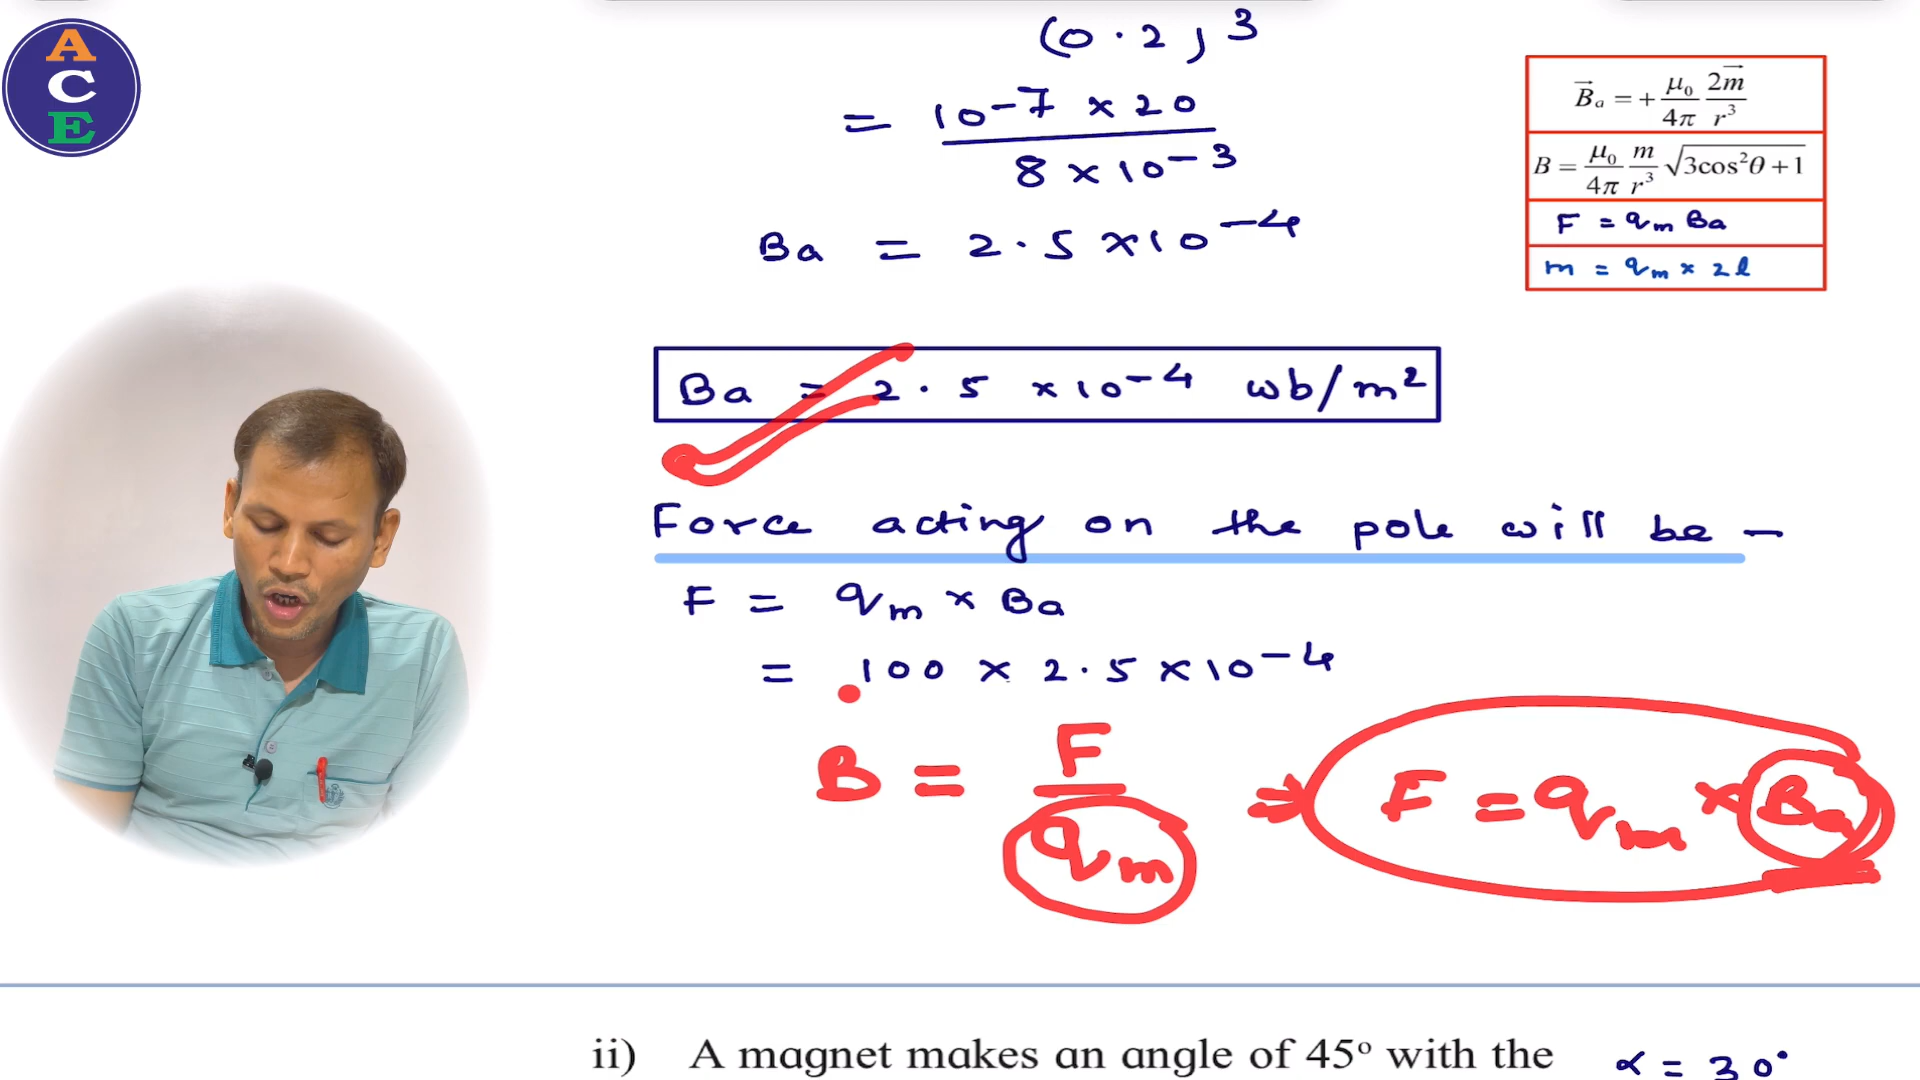 A
C
E
(0.2)³
= 10⁻⁷ × 20
8 × 10⁻³
Ba = 2.5 × 10⁻⁴
B⃗ₐ = + μ₀/4π 2m⃗/r³
B = μ₀/4π m/r³ √3cos²θ+1
F = qm Ba
m = qm × 2l
Ba = 2.5 × 10⁻⁴ wb/m²
Force acting on the pole will be –
F = qm × Ba
= 100 × 2.5 × 10⁻⁴
B = F/qm ⇒ F = qm × Ba
ii) A magnet makes an angle of 45° with the
α = 30°